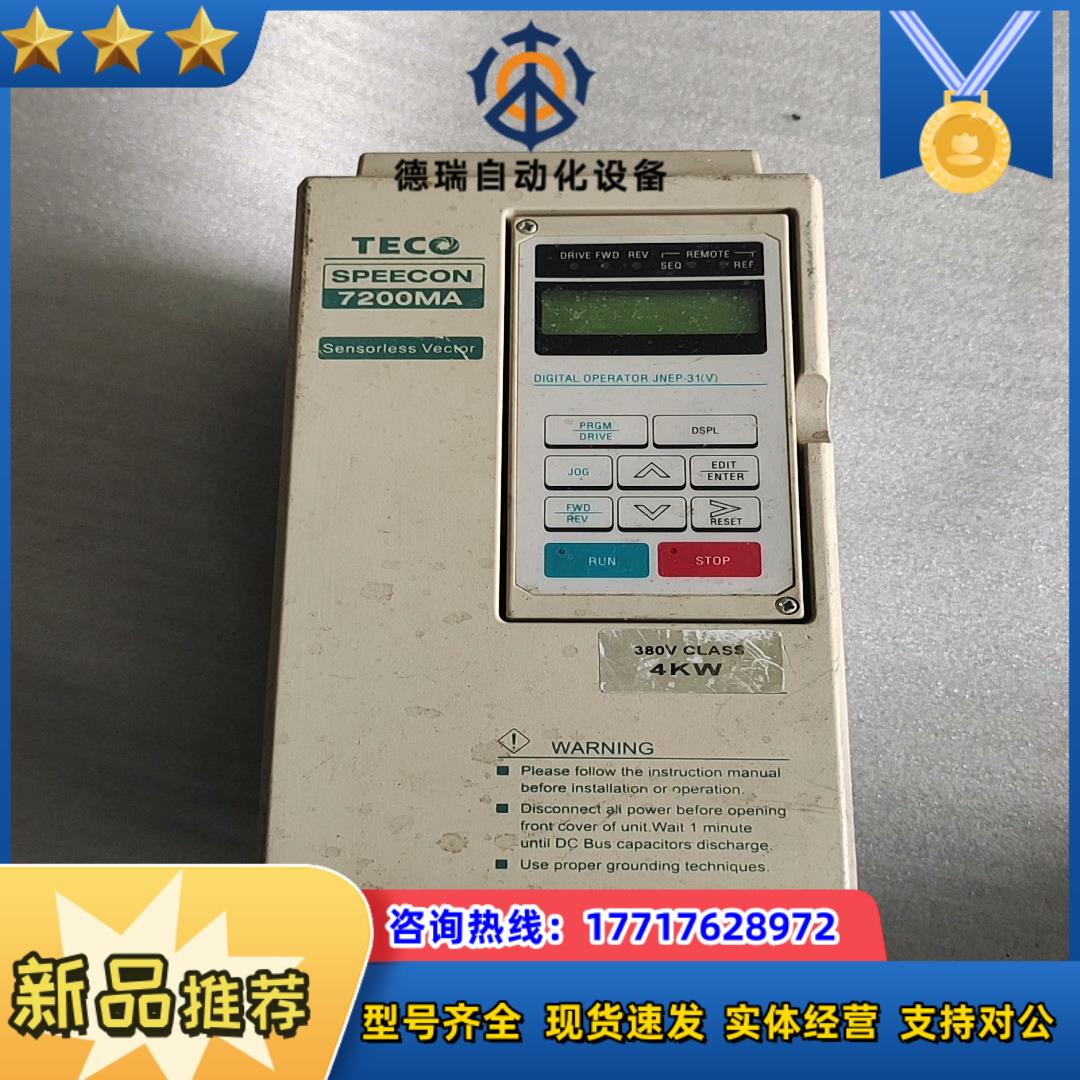 德瑞自动化设备
TECO
SPEECON
7200MA
Sensorless Vector
DRIVE FWD REV REMOTE
SEQ REF
DIGITAL OPERATOR JNEP-31(V)
PRGM
DRIVE
DSPL
JOG
EDIT
ENTER
FWD
REV
RESET
RUN
STOP
380V CLASS
4KW
WARNING
Please follow the instruction manual
before installation or operation.
Disconnect all power before opening
front cover of unit.Wait 1 minute
until DC Bus capacitors discharge.
Use proper grounding techniques.
咨询热线：17717628972
新品推荐
型号齐全 现货速发 实体经营 支持对公